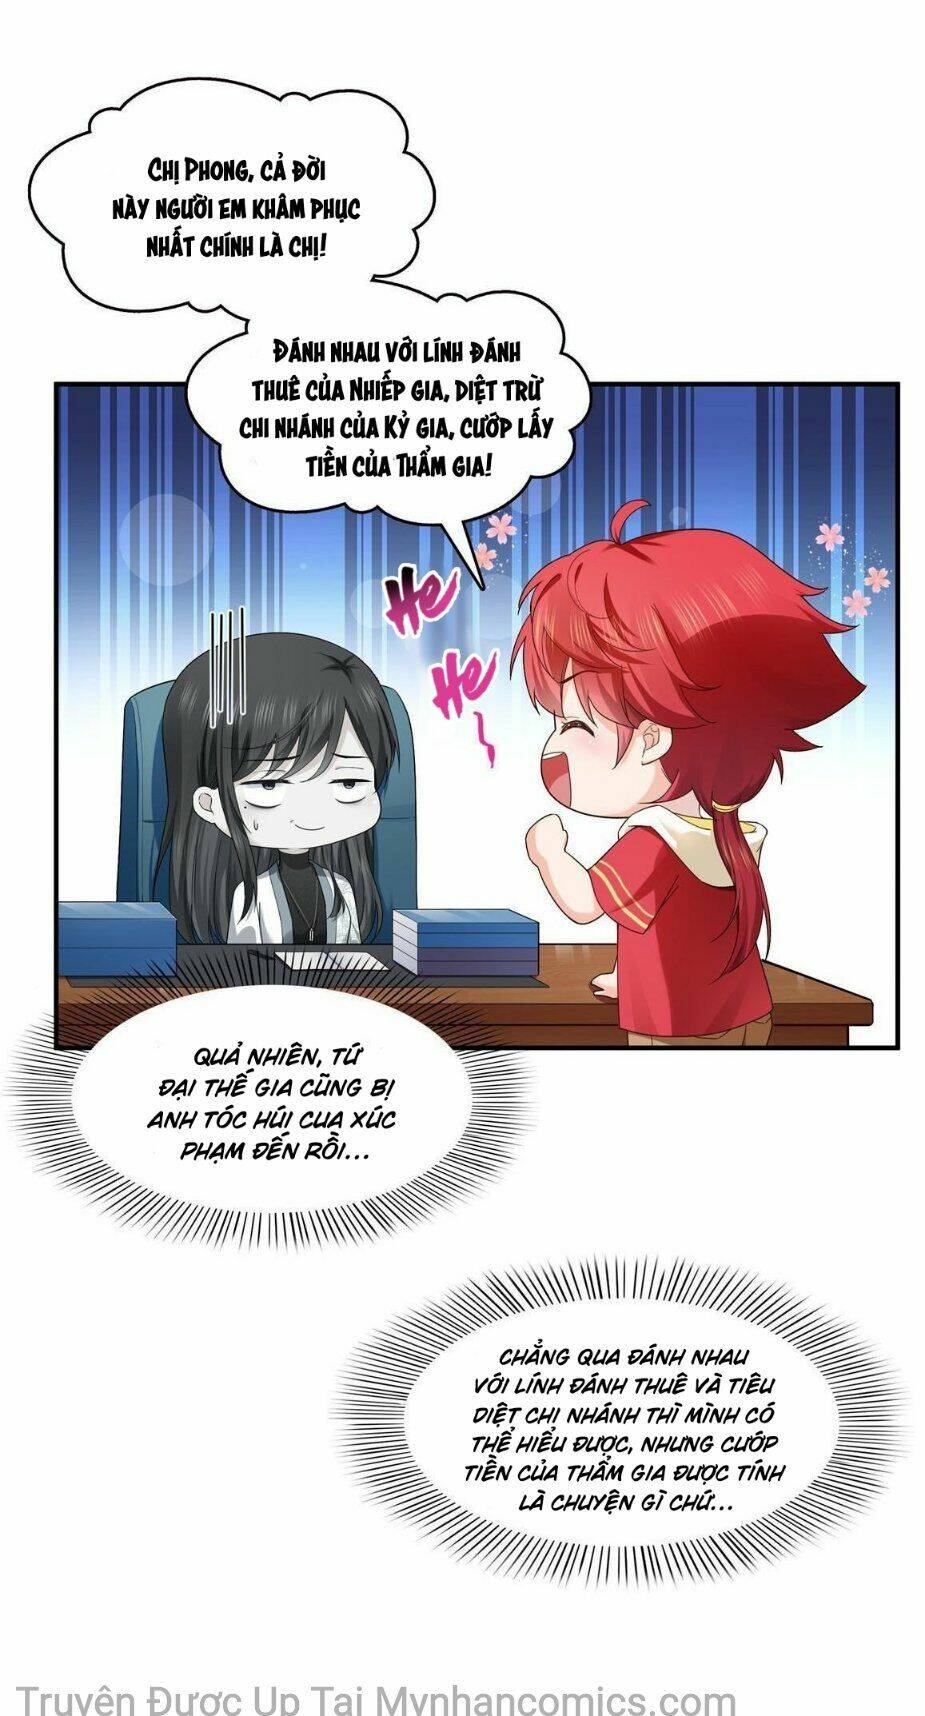 Chị Phong, cả đời
này người em khâm phục
nhất chính là chị!
Đánh nhau với lính đánh
thuê của Nhiếp gia, diệt trừ
chi nhánh của Kỷ gia, cướp lấy
tiền của Thẩm gia!
He
He
Quả nhiên, tứ
đại thế gia cũng bị
anh tóc húi cua xúc
phạm đến rồi...
Chẳng qua đánh nhau
với lính đánh thuê và tiêu
diệt chi nhánh thì mình có
thể hiểu được, nhưng cướp
tiền của Thẩm gia được tính
là chuyện gì chứ...
Truyện Được Up Tại Mynhancomics.com